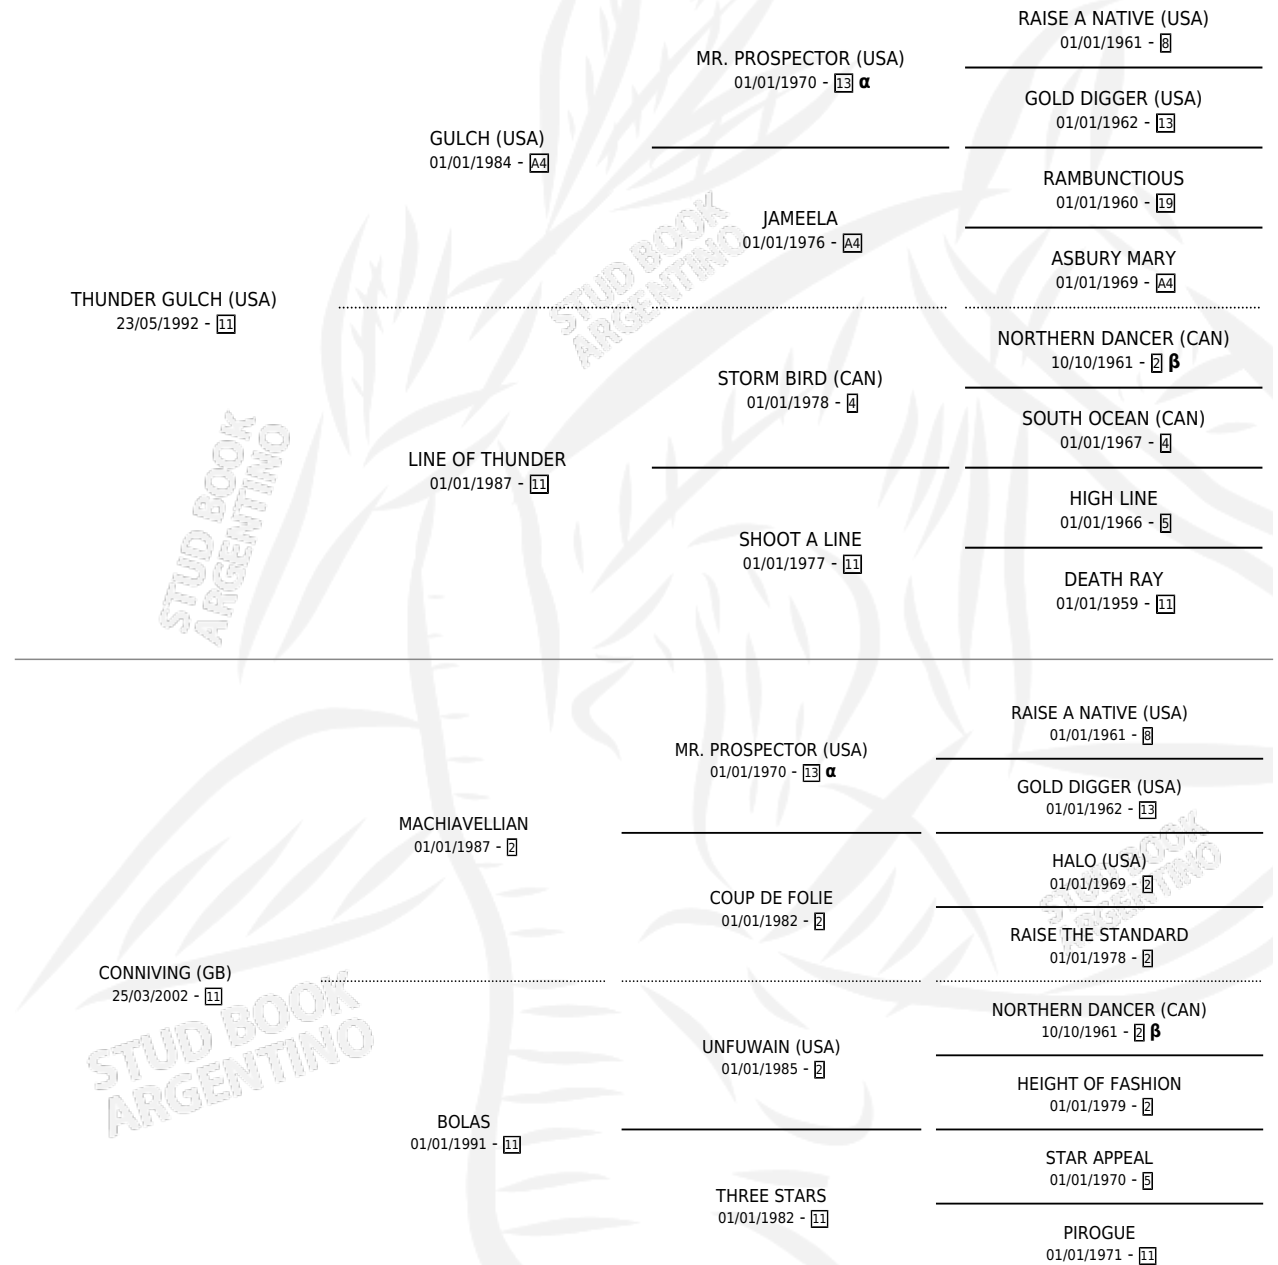 RAISE A NATIVE (USA)
01/01/1961 - 8
MR. PROSPECTOR (USA)
01/01/1970 - 13 α
GOLD DIGGER (USA)
01/01/1962 - 13
GULCH (USA)
01/01/1984 - A4
RAMBUNCTIOUS
01/01/1960 - 19
JAMEELA
01/01/1976 - A4
ASBURY MARY
01/01/1969 - A4
THUNDER GULCH (USA)
23/05/1992 - 11
NORTHERN DANCER (CAN)
10/10/1961 - 2 β
STORM BIRD (CAN)
01/01/1978 - 4
SOUTH OCEAN (CAN)
01/01/1967 - 4
LINE OF THUNDER
01/01/1987 - 11
HIGH LINE
01/01/1966 - 5
SHOOT A LINE
01/01/1977 - 11
DEATH RAY
01/01/1959 - 11
RAISE A NATIVE (USA)
01/01/1961 - 8
MR. PROSPECTOR (USA)
01/01/1970 - 13 α
GOLD DIGGER (USA)
01/01/1962 - 13
MACHIAVELLIAN
01/01/1987 - 2
HALO (USA)
01/01/1969 - 2
COUP DE FOLIE
01/01/1982 - 2
RAISE THE STANDARD
01/01/1978 - 2
CONNIVING (GB)
25/03/2002 - 11
NORTHERN DANCER (CAN)
10/10/1961 - 2 β
UNFUWAIN (USA)
01/01/1985 - 2
HEIGHT OF FASHION
01/01/1979 - 2
BOLAS
01/01/1991 - 11
STAR APPEAL
01/01/1970 - 5
THREE STARS
01/01/1982 - 11
PIROGUE
01/01/1971 - 11
STUD BOOK
ARGENTINO
STUD BOOK
ARGENTINO
STUD BOOK
ARGENTINO
STUD BOOK
ARGENTINO